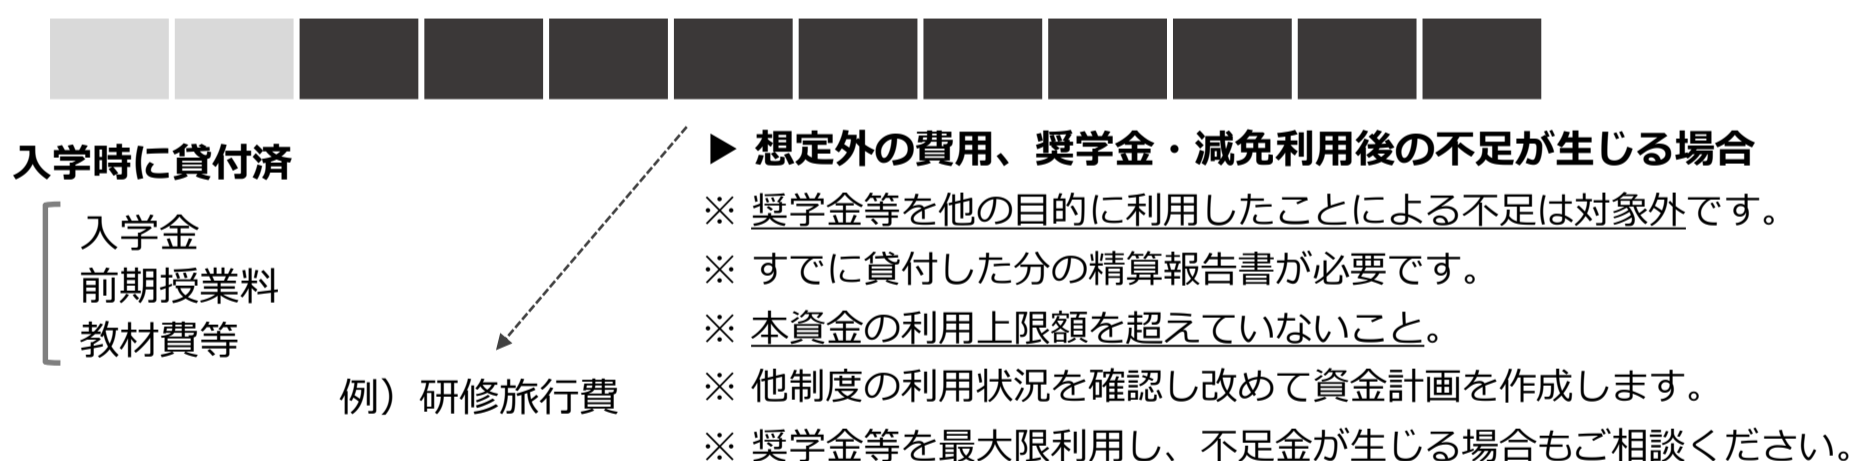 入学時に貸付済
入学金
前期授業料
教材費等
例）研修旅行費
▶ 想定外の費用、奨学金・減免利用後の不足が生じる場合
※ 奨学金等を他の目的に利用したことによる不足は対象外です。
※ すでに貸付した分の精算報告書が必要です。
※ 本資金の利用上限額を超えていないこと。
※ 他制度の利用状況を確認し改めて資金計画を作成します。
※ 奨学金等を最大限利用し、不足金が生じる場合もご相談ください。